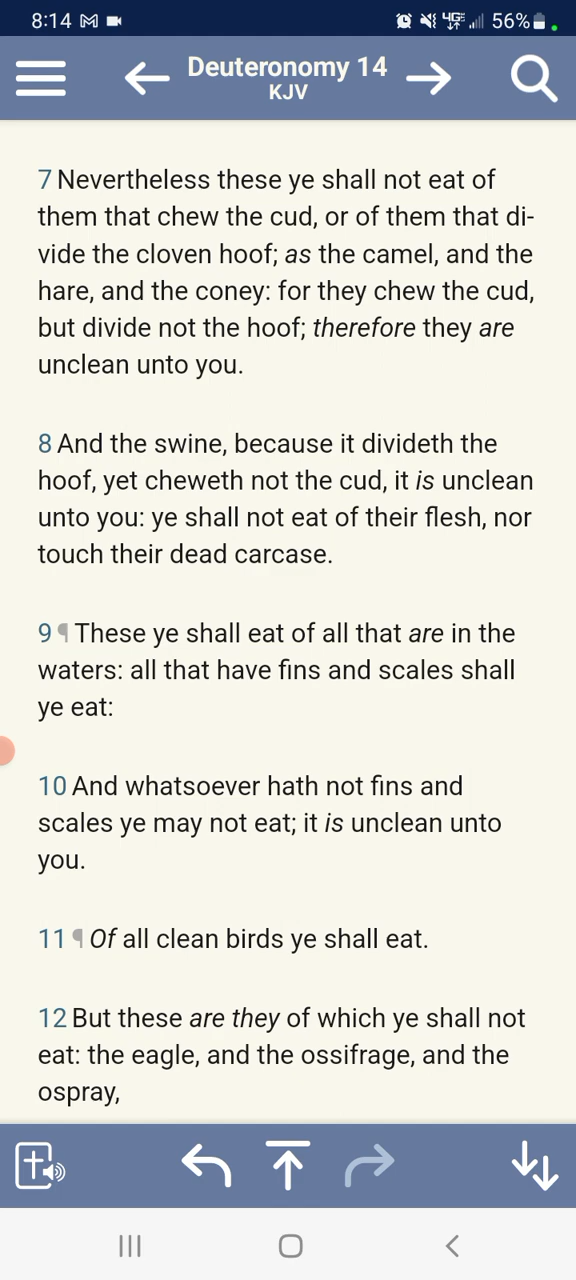 8:14
56%
Deuteronomy 14
KJV
7 Nevertheless these ye shall not eat of
them that chew the cud, or of them that di-
vide the cloven hoof; as the camel, and the
hare, and the coney: for they chew the cud,
but divide not the hoof; therefore they are
unclean unto you.
8 And the swine, because it divideth the
hoof, yet cheweth not the cud, it is unclean
unto you: ye shall not eat of their flesh, nor
touch their dead carcase.
9 ¶ These ye shall eat of all that are in the
waters: all that have fins and scales shall
ye eat:
10 And whatsoever hath not fins and
scales ye may not eat; it is unclean unto
you.
11 ¶ Of all clean birds ye shall eat.
12 But these are they of which ye shall not
eat: the eagle, and the ossifrage, and the
ospray,